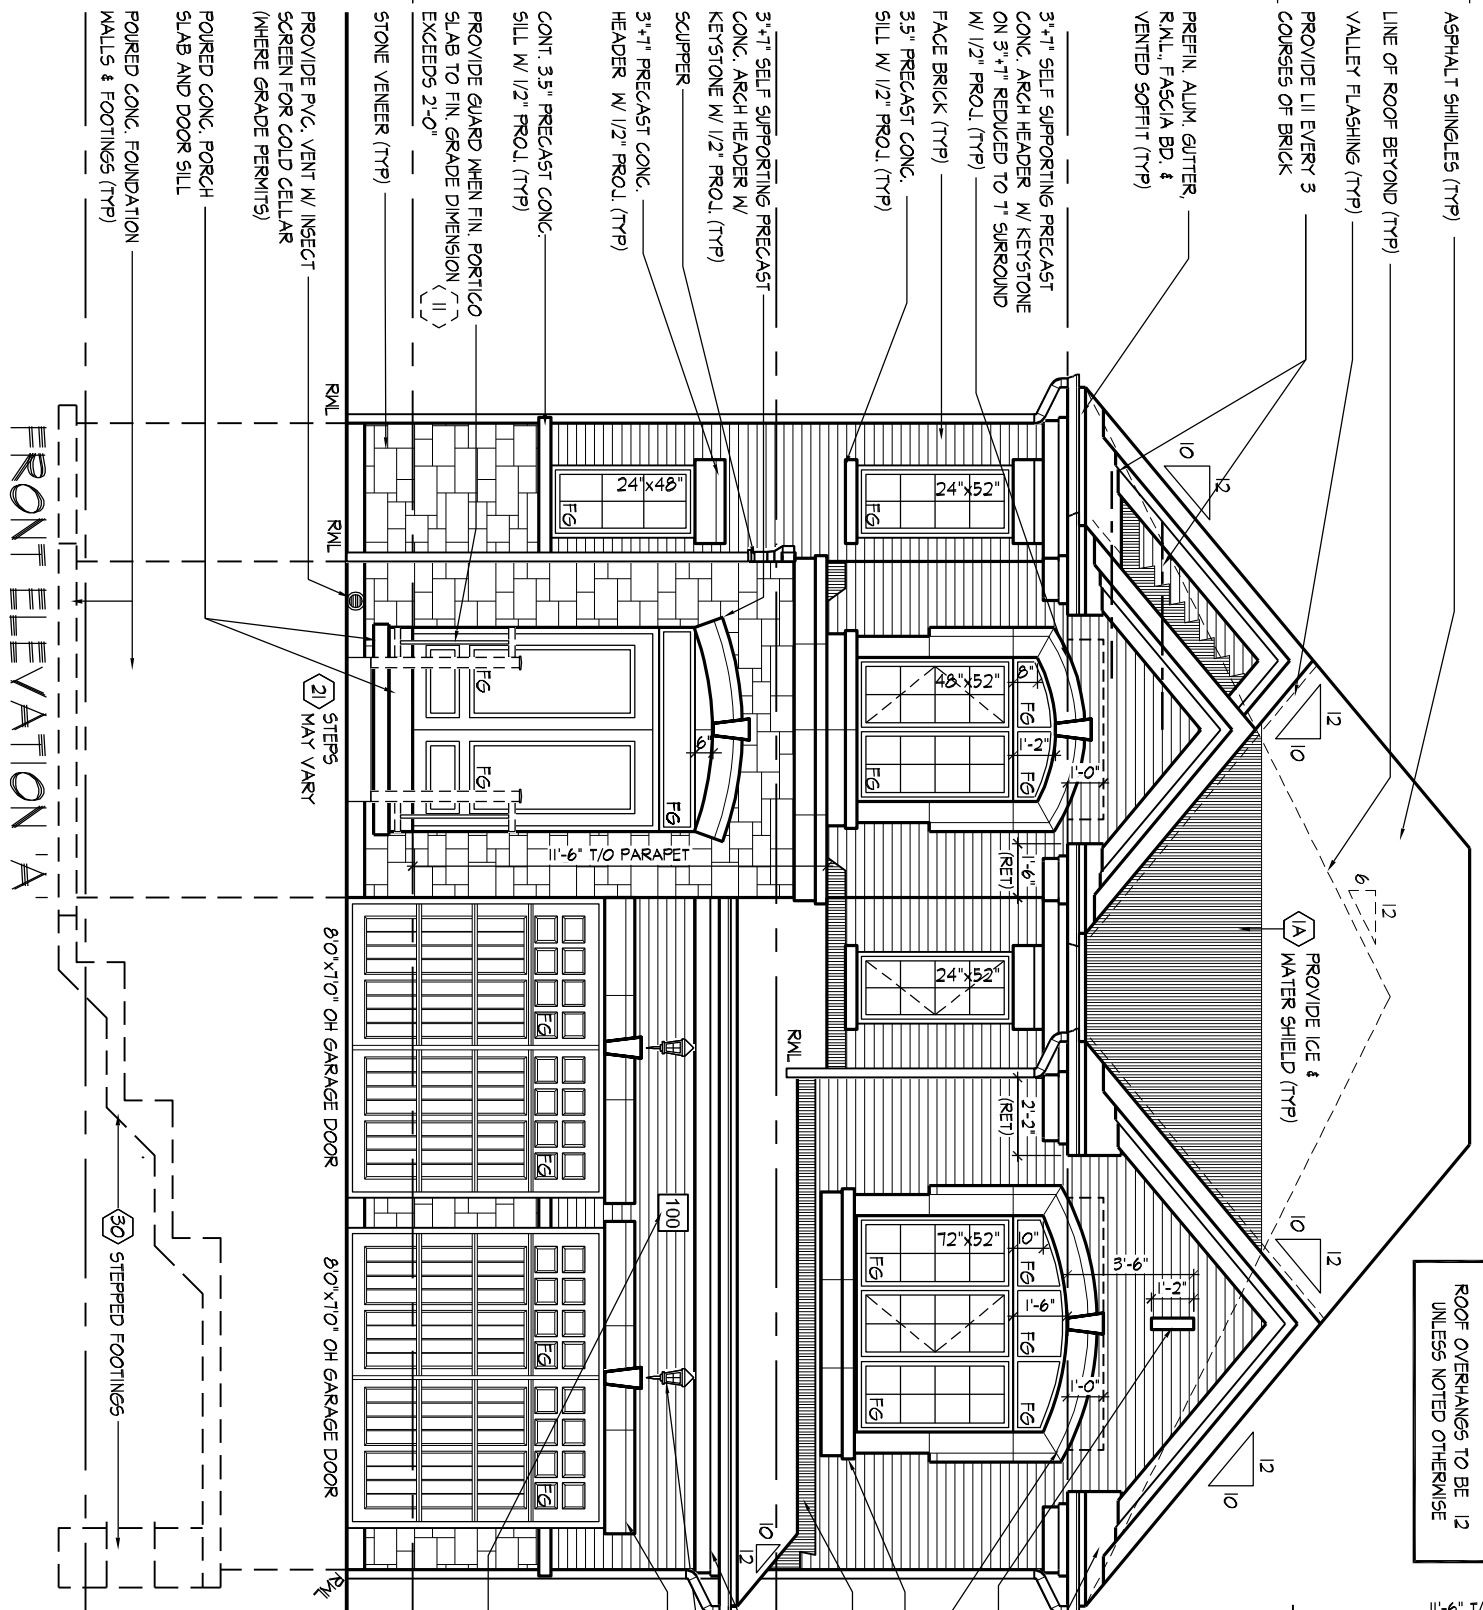 ASPHALT SHINGLES (TYP)
LINE OF ROOF BEYOND (TYP)
VALLEY FLASHING (TYP)
PROVIDE LII EVERY 3
COURSES OF BRICK
PREFIN. ALUM. GUTTER,
R.W.L., FASCIA BD. &
VENTED SOFFIT (TYP)
3"+7" SELF SUPPORTING PRECAST
CONC. ARCH HEADER W/ KEYSTONE
ON 3"+7" REDUCED TO 7" SURROUND
W/ 1/2" PROJ. (TYP)
FACE BRICK (TYP)
3.5" PRECAST CONC.
SILL W/ 1/2" PROJ. (TYP)
3"+7" SELF SUPPORTING PRECAST
CONC. ARCH HEADER W/
KEYSTONE W/ 1/2" PROJ. (TYP)
SCUPPER
3"+7" PRECAST CONC.
HEADER W/ 1/2" PROJ. (TYP)
CONT. 3.5" PRECAST CONC.
SILL W/ 1/2" PROJ. (TYP)
PROVIDE GUARD WHEN FIN. PORTICO
SLAB TO FIN. GRADE DIMENSION
EXCEEDS 2'-0"
11
STONE VENEER (TYP)
PROVIDE PVC. VENT W/ INSECT
SCREEN FOR COLD CELLAR
(WHERE GRADE PERMITS)
POURED CONC. PORCH
SLAB AND DOOR SILL
POURED CONC. FOUNDATION
WALLS & FOOTINGS (TYP)
ROOF OVERHANGS TO BE 12
UNLESS NOTED OTHERWISE
11'-6" T/
12
10
12
10
6
12
10
12
12
10
10
12
1A
PROVIDE ICE &
WATER SHIELD (TYP)
24"x52"
FG
48"x52"
8"
FG
1'-2"
FG
FG
1'-0"
1'-6"
(RET)
24"x52"
RWL
2'-2"
(RET)
72"x52"
10"
FG
FG
1'-6"
FG
FG
FG
1'-0"
3'-6"
1'-2"
24"x48"
FG
6"
FG
FG
FG
11'-6" T/O PARAPET
100
FG
FG
FG
FG
RWL
RWL
21
STEPS
MAY VARY
8'0"x7'0" OH GARAGE DOOR
8'0"x7'0" OH GARAGE DOOR
30
STEPPED FOOTINGS
FRONT ELEVATION 'A'